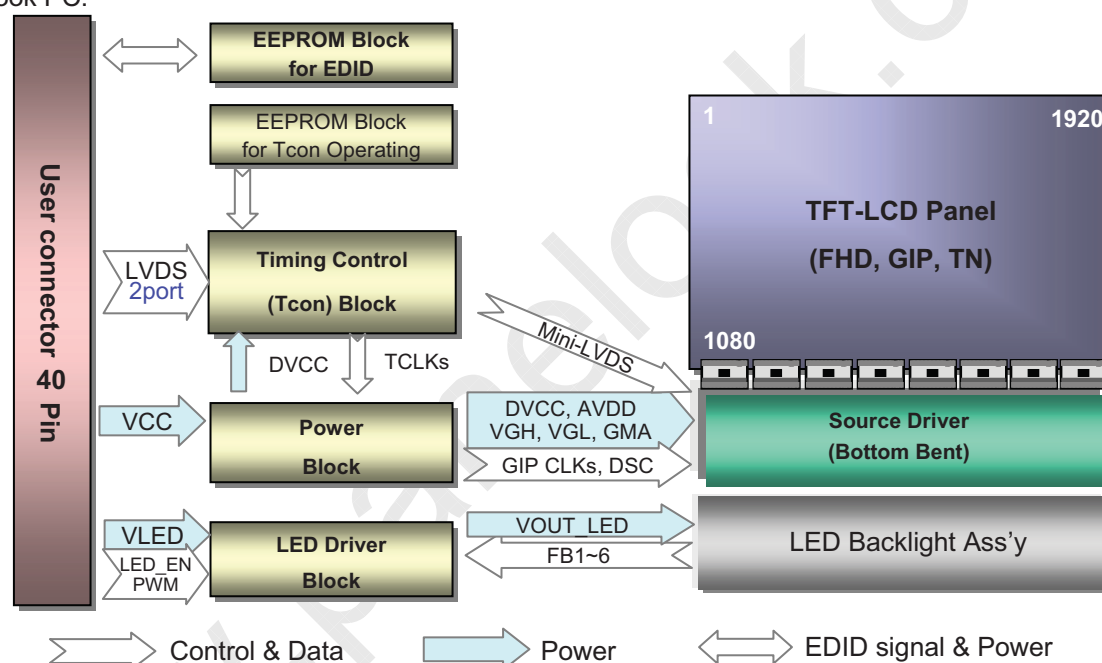 EEPROM Block
for EDID
EEPROM Block
for Tcon Operating
User connector 40 Pin
LVDS
2port
Timing Control
(Tcon) Block
DVCC
TCLKs
Mini-LVDS
1
1920
TFT-LCD Panel
(FHD, GIP, TN)
1080
VCC
Power
Block
DVCC, AVDD
VGH, VGL, GMA
GIP CLKs, DSC
Source Driver
(Bottom Bent)
VLED
LED_EN
PWM
LED Driver
Block
VOUT_LED
FB1~6
LED Backlight Ass'y
Control & Data
Power
EDID signal & Power